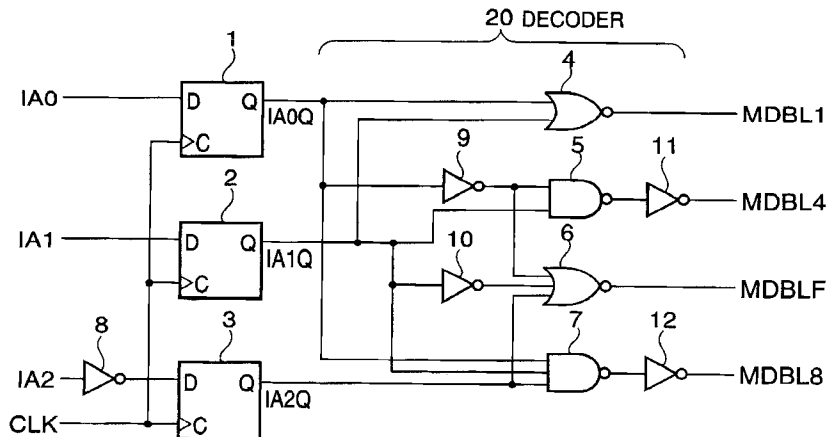 20 DECODER
1
4
IA0
D
Q
IA0Q
MDBL1
C
9
5
11
2
MDBL4
IA1
D
Q
IA1Q
10
6
C
MDBLF
8
3
7
12
IA2
D
Q
IA2Q
MDBL8
CLK
C